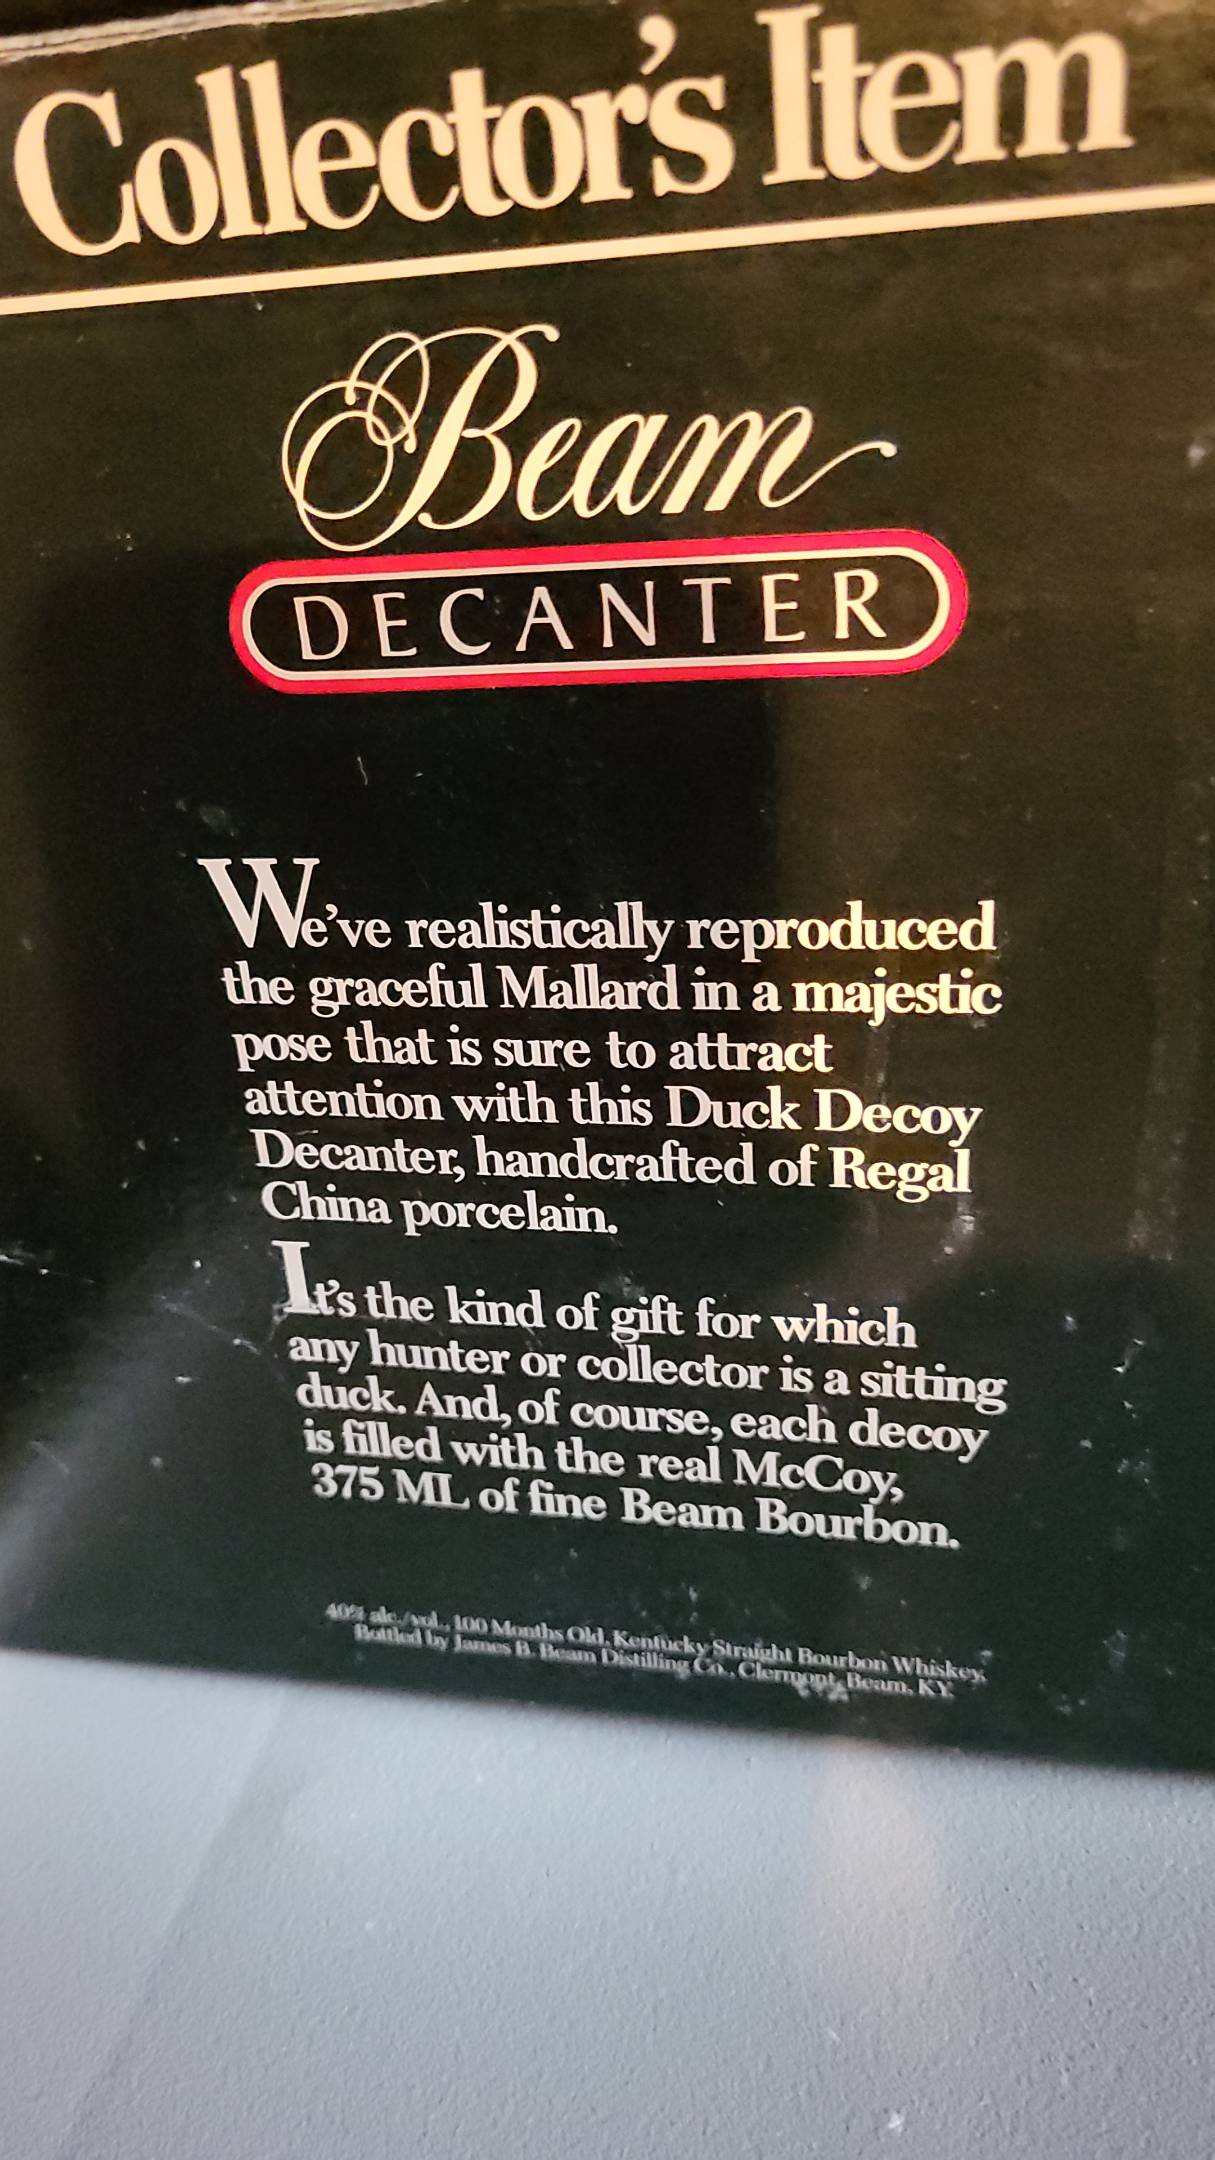 Collector's Item
Beam
DECANTER
We've realistically reproduced
the graceful Mallard in a majestic
pose that is sure to attract
attention with this Duck Decoy
Decanter, handcrafted of Regal
China porcelain.
It's the kind of gift for which
any hunter or collector is a sitting
duck. And, of course, each decoy
is filled with the real McCoy,
375 ML of fine Beam Bourbon.
40% alc./vol., 100 Months Old, Kentucky Straight Bourbon Whiskey,
Bottled by James B. Beam Distilling Co., Clermont, Beam, KY.